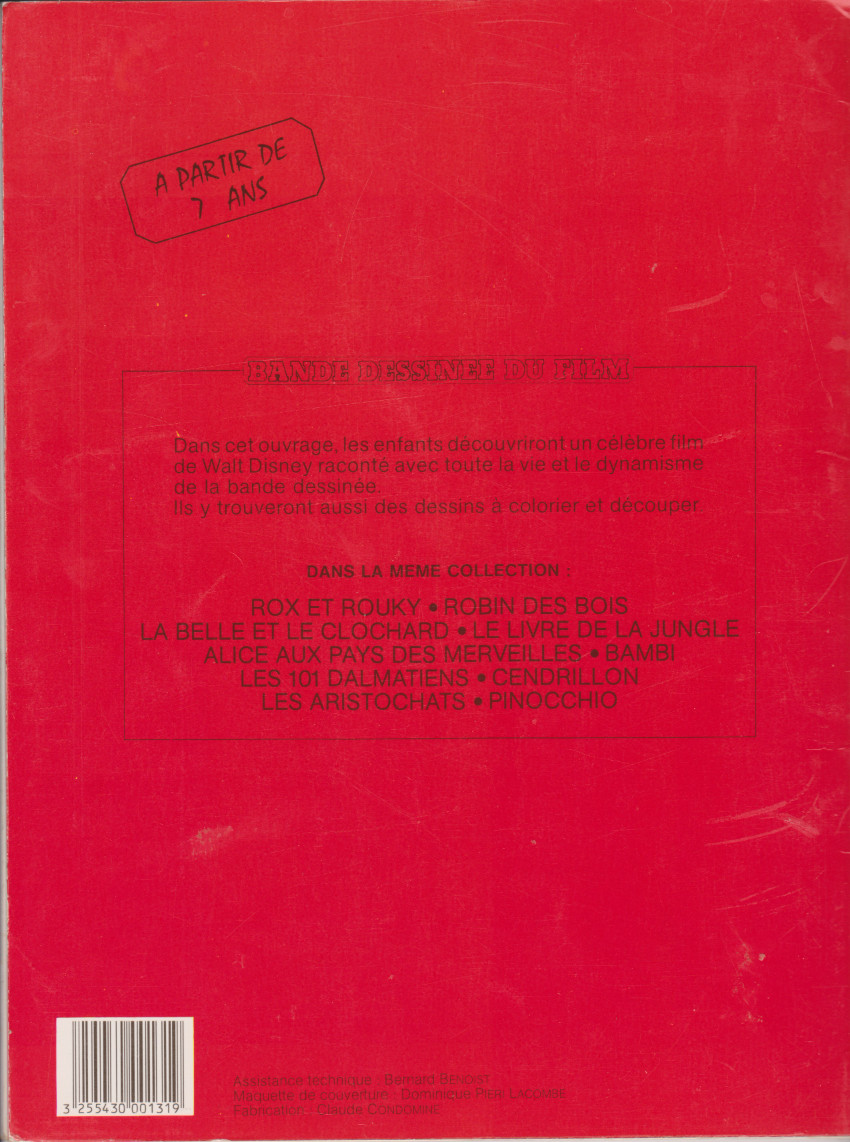 A PARTIR DE
7 ANS
BANDE DESSINEE DU FILM
Dans cet ouvrage, les enfants découvriront un célèbre film
de Walt Disney raconté avec toute la vie et le dynamisme
de la bande dessinée.
Ils y trouveront aussi des dessins à colorier et découper.
DANS LA MEME COLLECTION :
ROX ET ROUKY • ROBIN DES BOIS
LA BELLE ET LE CLOCHARD • LE LIVRE DE LA JUNGLE
ALICE AUX PAYS DES MERVEILLES • BAMBI
LES 101 DALMATIENS • CENDRILLON
LES ARISTOCHATS • PINOCCHIO
Assistance technique : Bernard BENOIST
Maquette de couverture : Dominique PIERI LACOMBE
Fabrication : Claude CONDOMINE
3 255430 001319